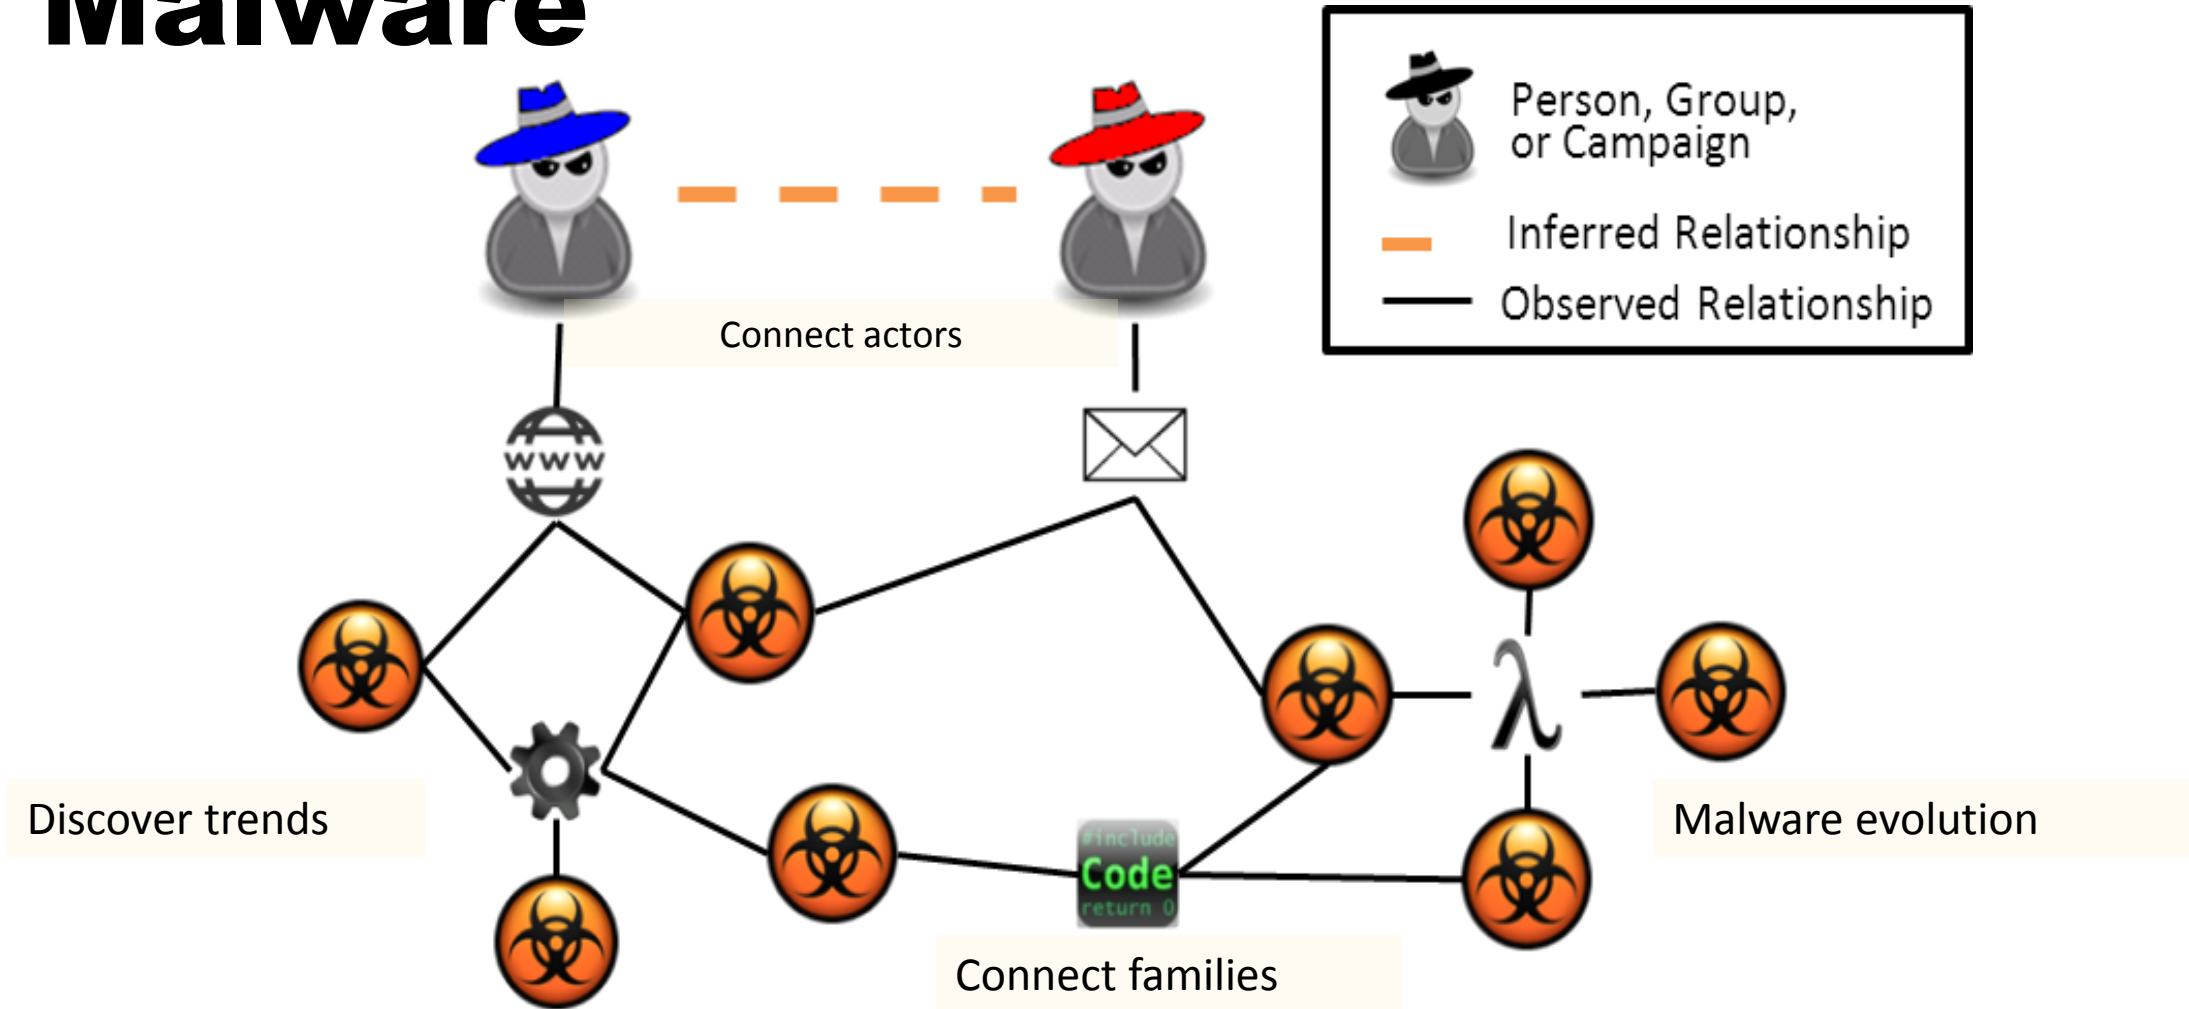 Malware
Person, Group,
or Campaign
Inferred Relationship
Observed Relationship
Connect actors
www
Discover trends
λ
Malware evolution
#include
Code
return 0
Connect families